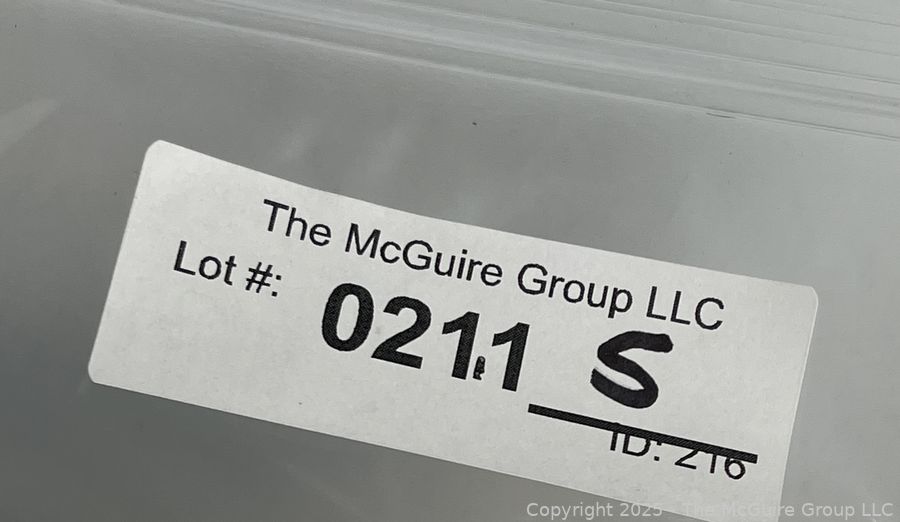 The McGuire Group LLC
Lot #: 0211 S
ID: 216
Copyright 2025 - The McGuire Group LLC